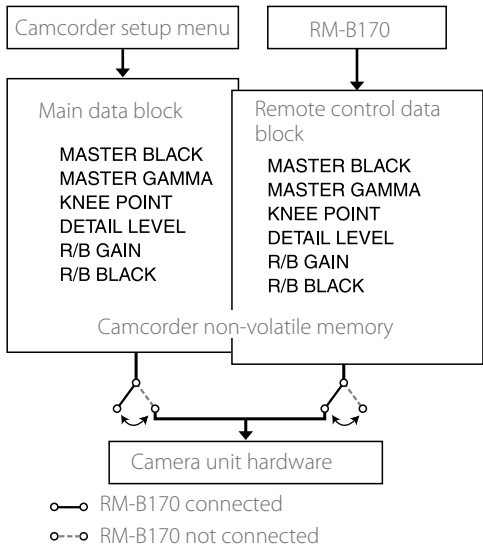 Camcorder setup menu
RM-B170
Main data block
MASTER BLACK
MASTER GAMMA
KNEE POINT
DETAIL LEVEL
R/B GAIN
R/B BLACK
Remote control data
block
MASTER BLACK
MASTER GAMMA
KNEE POINT
DETAIL LEVEL
R/B GAIN
R/B BLACK
Camcorder non-volatile memory
Camera unit hardware
RM-B170 connected
RM-B170 not connected